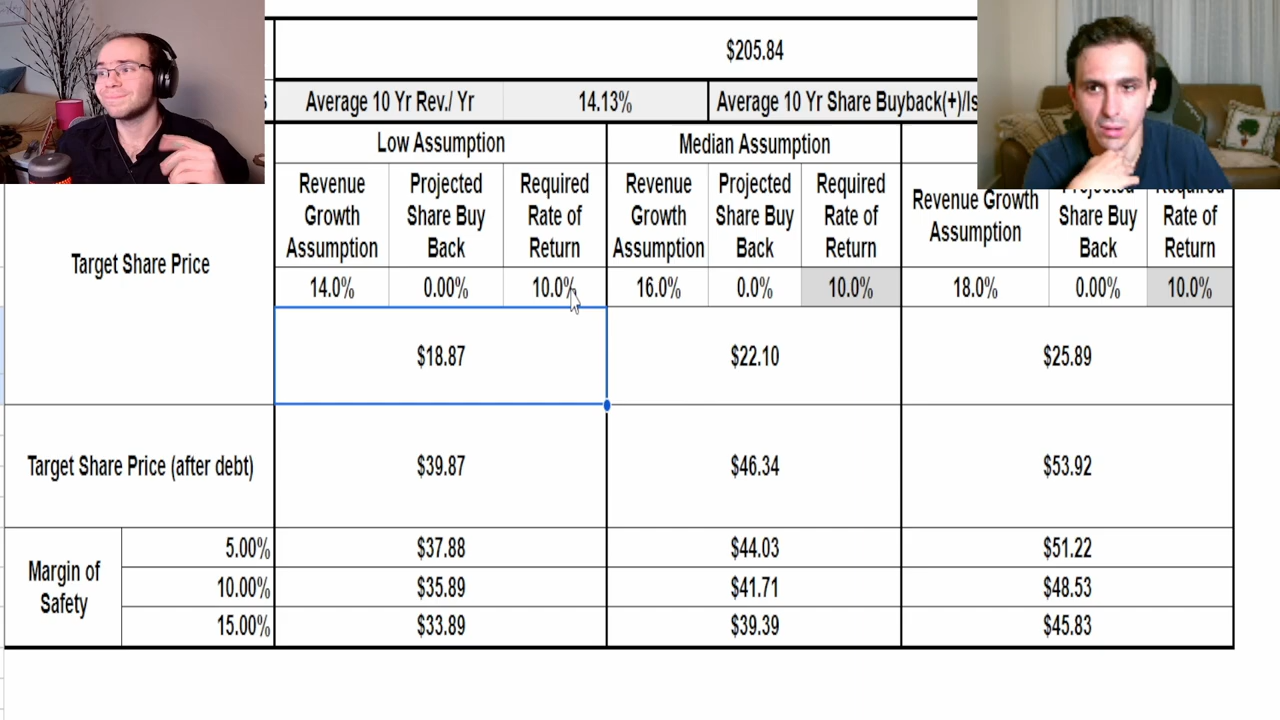 $205.84
Average 10 Yr Rev./ Yr 14.13% Average 10 Yr Share Buyback(+)/Is
Low Assumption Median Assumption
Target Share Price
Revenue Growth Assumption Projected Share Buy Back Required Rate of Return Revenue Growth Assumption Projected Share Buy Back Required Rate of Return Revenue Growth Assumption Projected Share Buy Back Required Rate of Return
14.0% 0.00% 10.0% 16.0% 0.0% 10.0% 18.0% 0.00% 10.0%
$18.87 $22.10 $25.89
Target Share Price (after debt) $39.87 $46.34 $53.92
Margin of Safety
5.00% $37.88 $44.03 $51.22
10.00% $35.89 $41.71 $48.53
15.00% $33.89 $39.39 $45.83